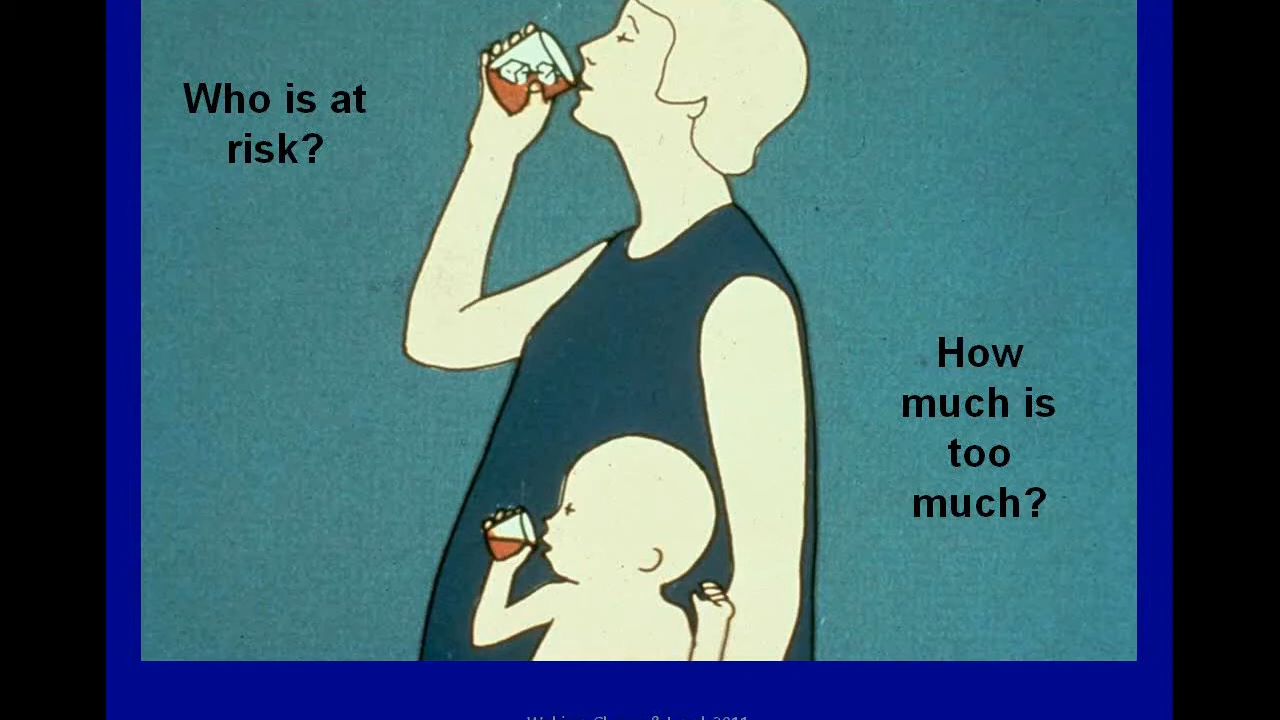 Who is at
risk?
How
much is
too
much?